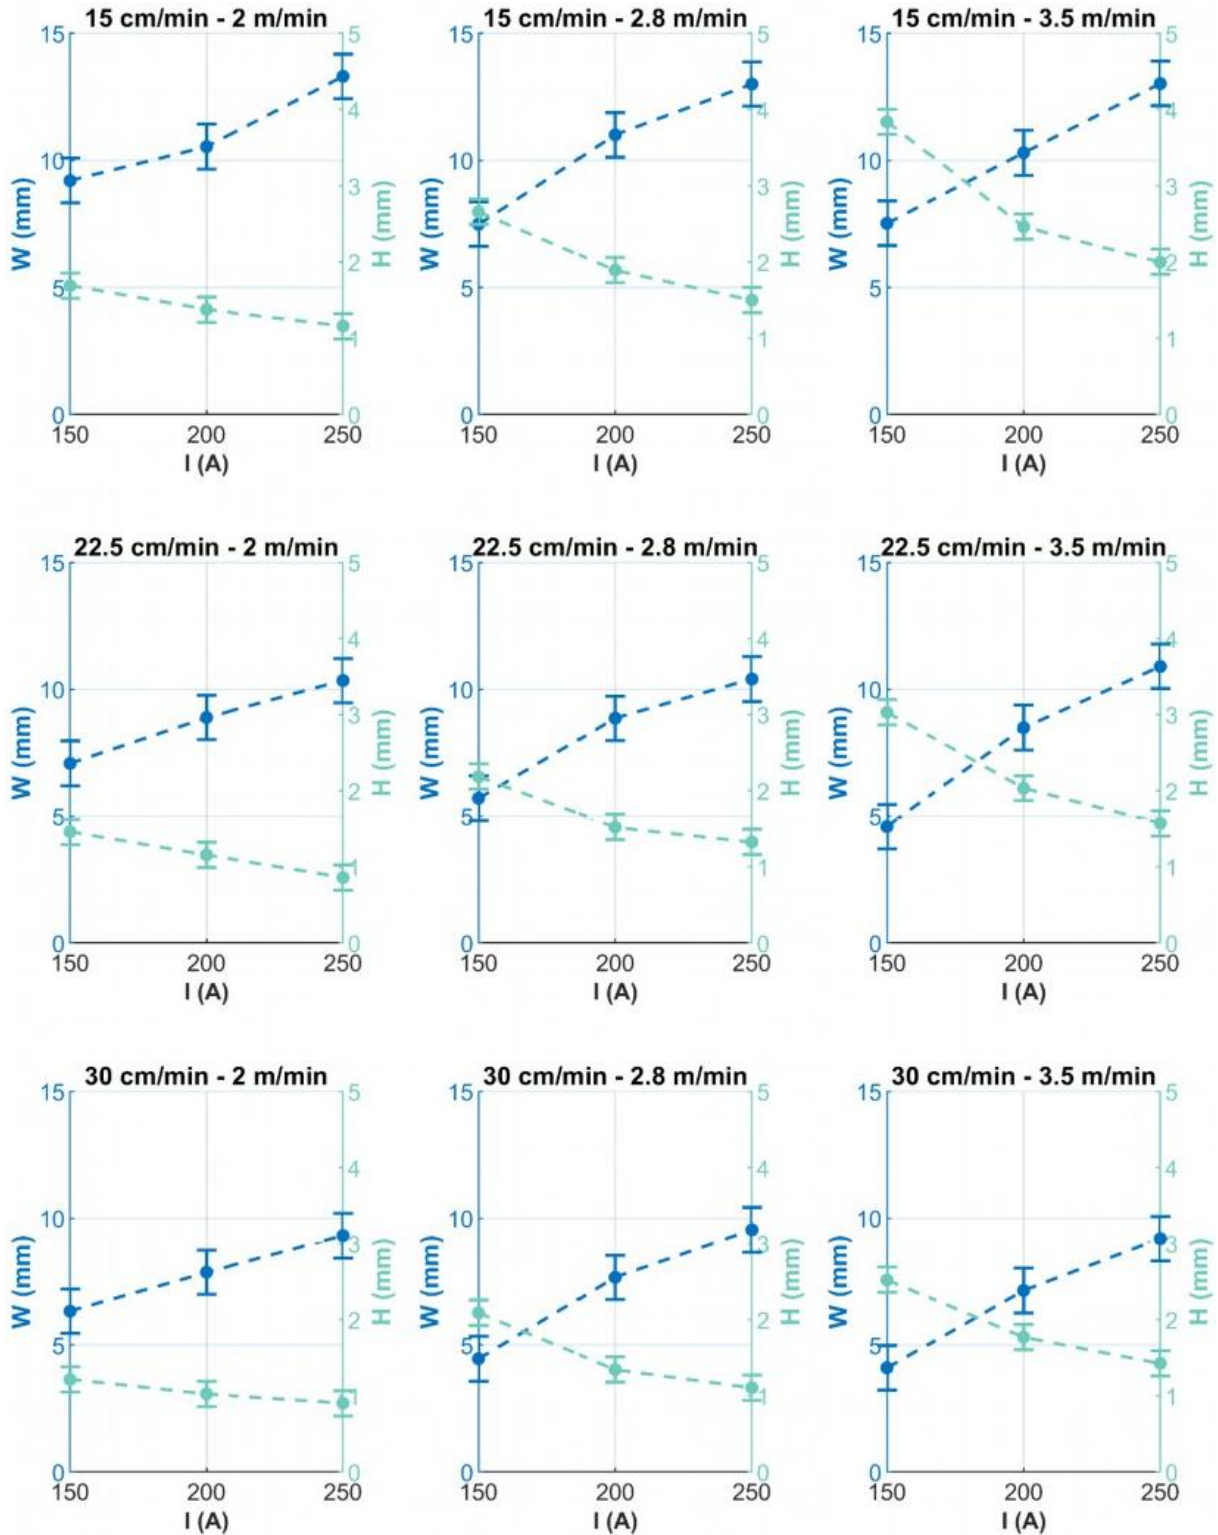 15 cm/min - 2 m/min
15
10
5
0
W (mm)
5
4
3
2
1
0
H (mm)
150 200 250
I (A)
15 cm/min - 2.8 m/min
15
10
5
0
W (mm)
5
4
3
2
1
0
H (mm)
150 200 250
I (A)
15 cm/min - 3.5 m/min
15
10
5
0
W (mm)
5
4
3
2
1
0
H (mm)
150 200 250
I (A)
22.5 cm/min - 2 m/min
15
10
5
0
W (mm)
5
4
3
2
1
0
H (mm)
150 200 250
I (A)
22.5 cm/min - 2.8 m/min
15
10
5
0
W (mm)
5
4
3
2
1
0
H (mm)
150 200 250
I (A)
22.5 cm/min - 3.5 m/min
15
10
5
0
W (mm)
5
4
3
2
1
0
H (mm)
150 200 250
I (A)
30 cm/min - 2 m/min
15
10
5
0
W (mm)
5
4
3
2
1
0
H (mm)
150 200 250
I (A)
30 cm/min - 2.8 m/min
15
10
5
0
W (mm)
5
4
3
2
1
0
H (mm)
150 200 250
I (A)
30 cm/min - 3.5 m/min
15
10
5
0
W (mm)
5
4
3
2
1
0
H (mm)
150 200 250
I (A)